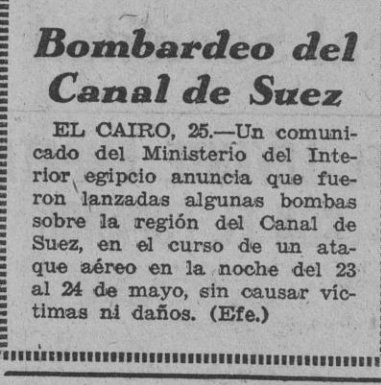 Bombardeo del
Canal de Suez
EL CAIRO, 25.—Un comuni-
cado del Ministerio del Inte-
rior egipcio anuncia que fue-
ron lanzadas algunas bombas
sobre la región del Canal de
Suez, en el curso de un ata-
que aéreo en la noche del 23
al 24 de mayo, sin causar víc-
timas ni daños. (Efe.)